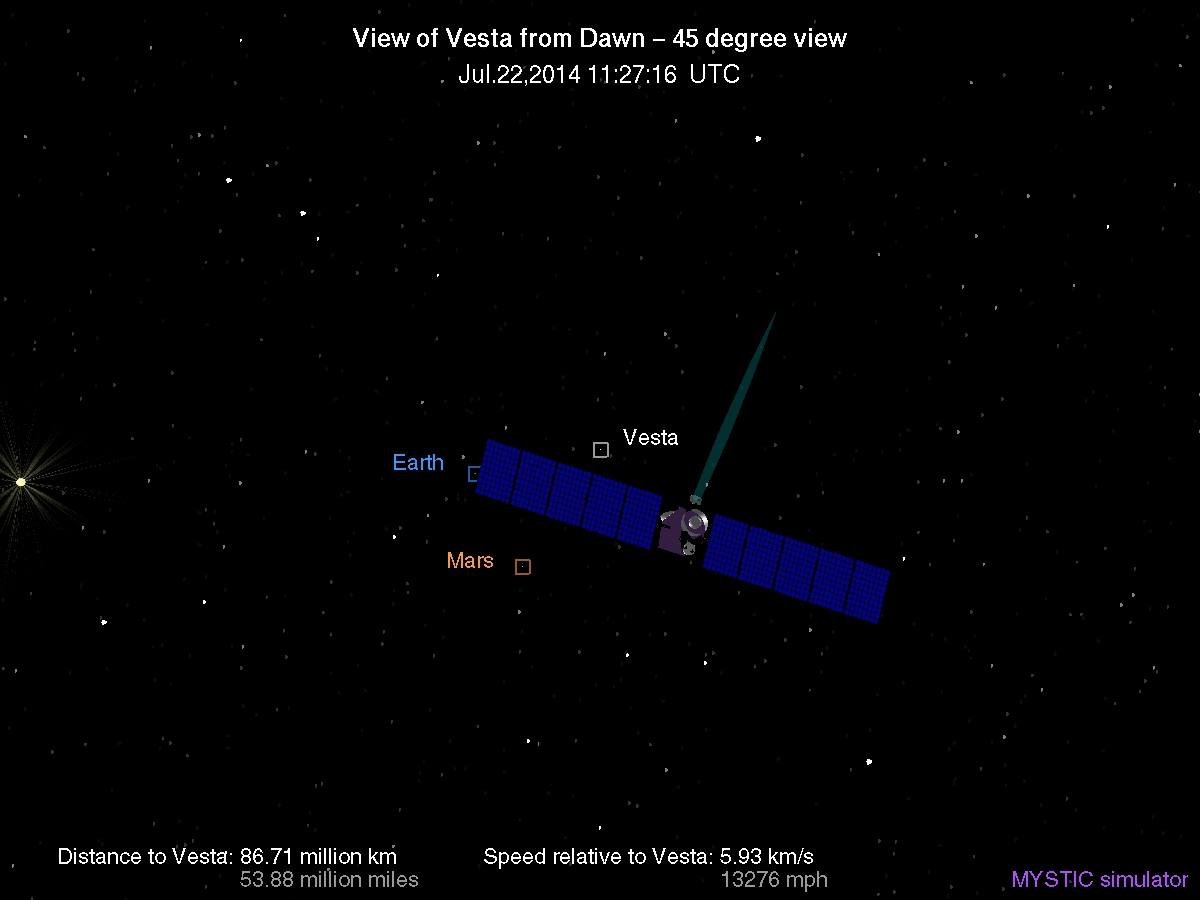 View of Vesta from Dawn – 45 degree view
Jul.22,2014 11:27:16 UTC
Vesta
Earth
Mars
Distance to Vesta: 86.71 million km
53.88 million miles
Speed relative to Vesta: 5.93 km/s
13276 mph
MYSTIC simulator